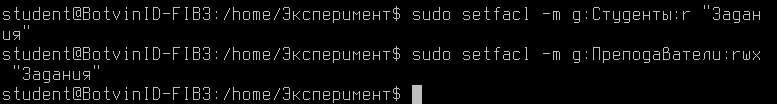 student@BotvinID-FIB3:/home/Эксперимент$ sudo setfacl -m g:Студенты:r "Задан
ия"
student@BotvinID-FIB3:/home/Эксперимент$ sudo setfacl -m g:Преподаватели:rwx
 "Задания"
student@BotvinID-FIB3:/home/Эксперимент$